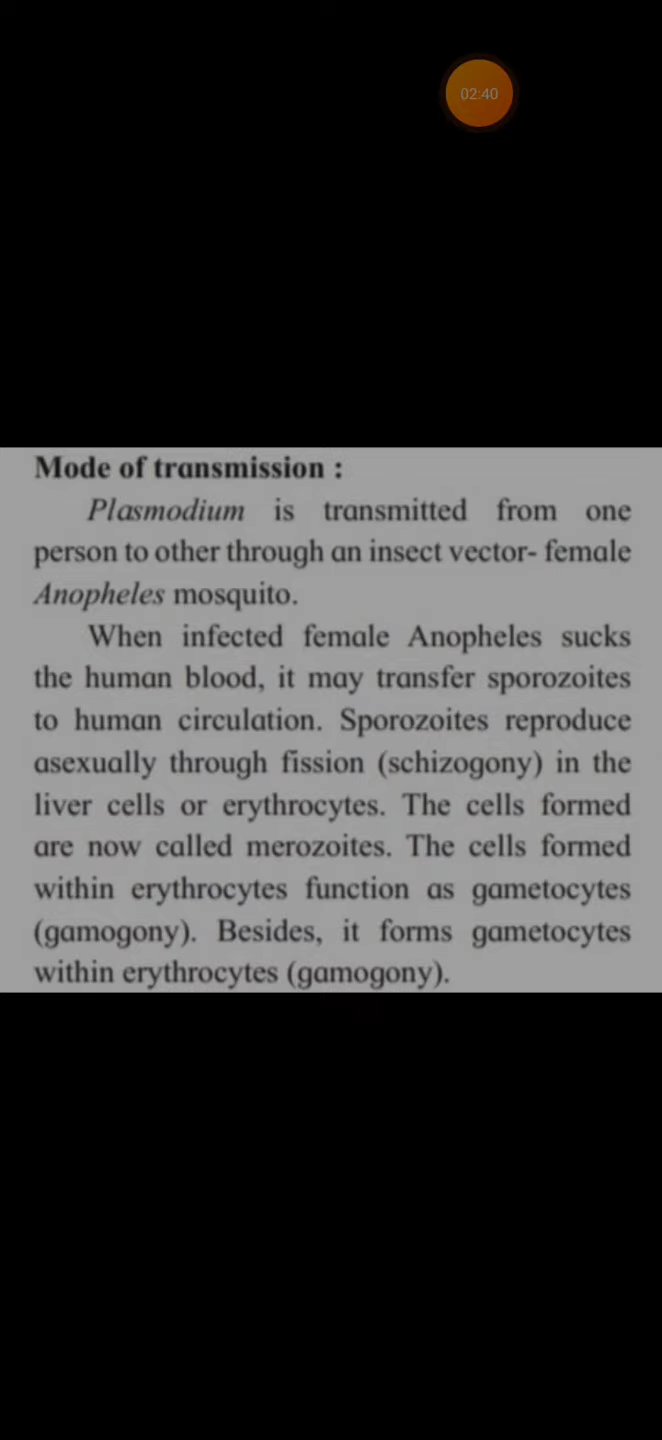 02:40
Mode of transmission :
Plasmodium is transmitted from one
person to other through an insect vector- female
Anopheles mosquito.
When infected female Anopheles sucks
the human blood, it may transfer sporozoites
to human circulation. Sporozoites reproduce
asexually through fission (schizogony) in the
liver cells or erythrocytes. The cells formed
are now called merozoites. The cells formed
within erythrocytes function as gametocytes
(gamogony). Besides, it forms gametocytes
within erythrocytes (gamogony).